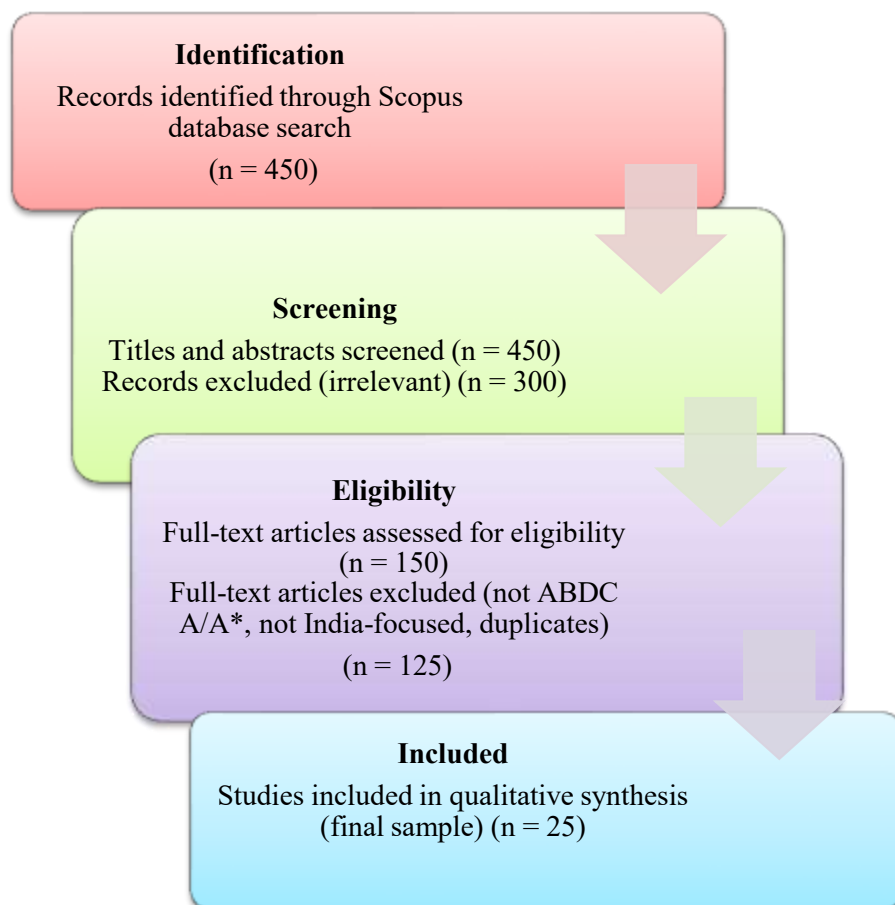 Identification
Records identified through Scopus
database search
(n = 450)
Screening
Titles and abstracts screened (n = 450)
Records excluded (irrelevant) (n = 300)
Eligibility
Full-text articles assessed for eligibility
(n = 150)
Full-text articles excluded (not ABDC
A/A*, not India-focused, duplicates)
(n = 125)
Included
Studies included in qualitative synthesis
(final sample) (n = 25)